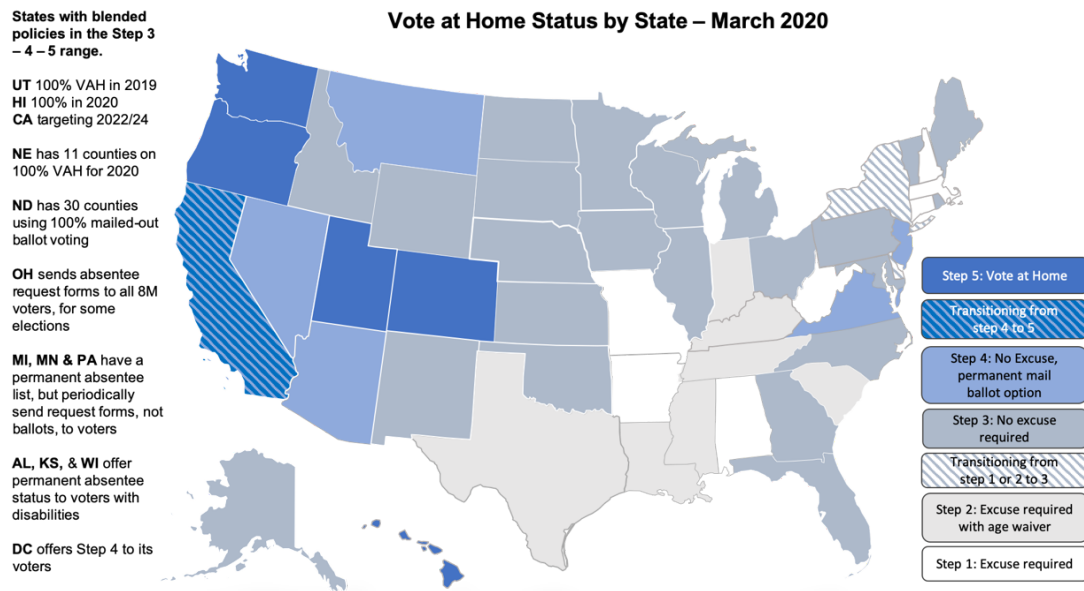 Vote at Home Status by State – March 2020
States with blended
policies in the Step 3
– 4 – 5 range.
UT 100% VAH in 2019
HI 100% in 2020
CA targeting 2022/24
NE has 11 counties on
100% VAH for 2020
ND has 30 counties
using 100% mailed-out
ballot voting
OH sends absentee
request forms to all 8M
voters, for some
elections
MI, MN & PA have a
permanent absentee
list, but periodically
send request forms, not
ballots, to voters
AL, KS, & WI offer
permanent absentee
status to voters with
disabilities
DC offers Step 4 to its
voters
Step 5: Vote at Home
Transitioning from
step 4 to 5
Step 4: No Excuse,
permanent mail
ballot option
Step 3: No excuse
required
Transitioning from
step 1 or 2 to 3
Step 2: Excuse required
with age waiver
Step 1: Excuse required